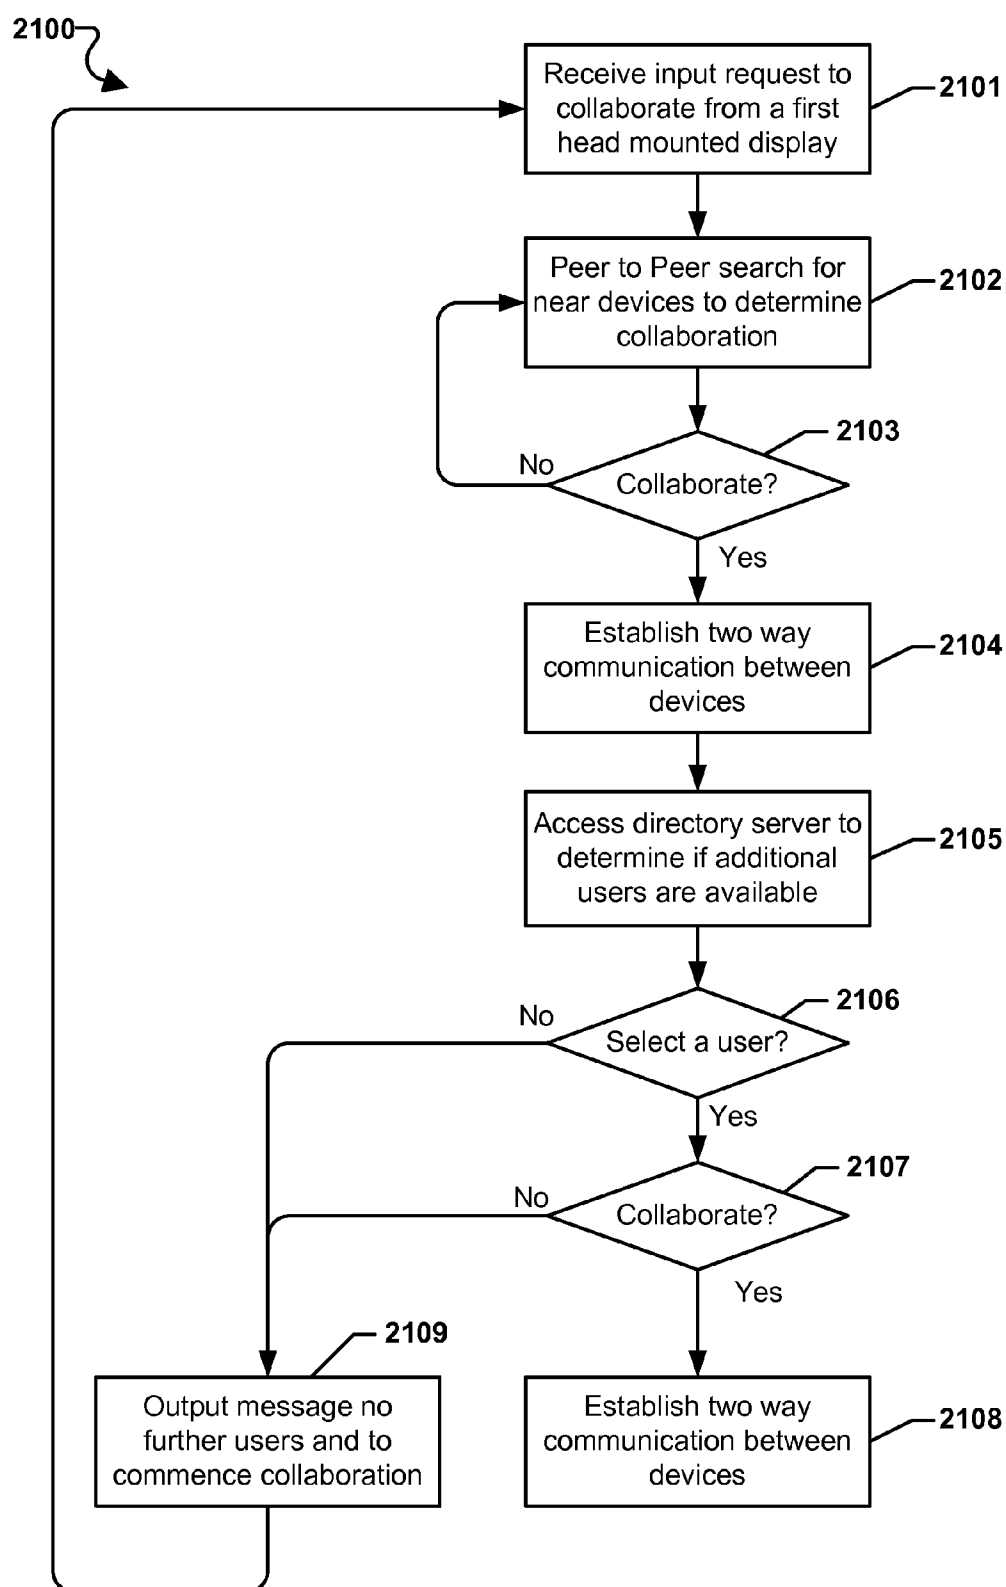 2100
Receive input request to
collaborate from a first
head mounted display
2101
Peer to Peer search for
near devices to determine
collaboration
2102
2103
No
Collaborate?
Yes
Establish two way
communication between
devices
2104
Access directory server to
determine if additional
users are available
2105
2106
No
Select a user?
Yes
2107
No
Collaborate?
Yes
2109
Output message no
further users and to
commence collaboration
Establish two way
communication between
devices
2108